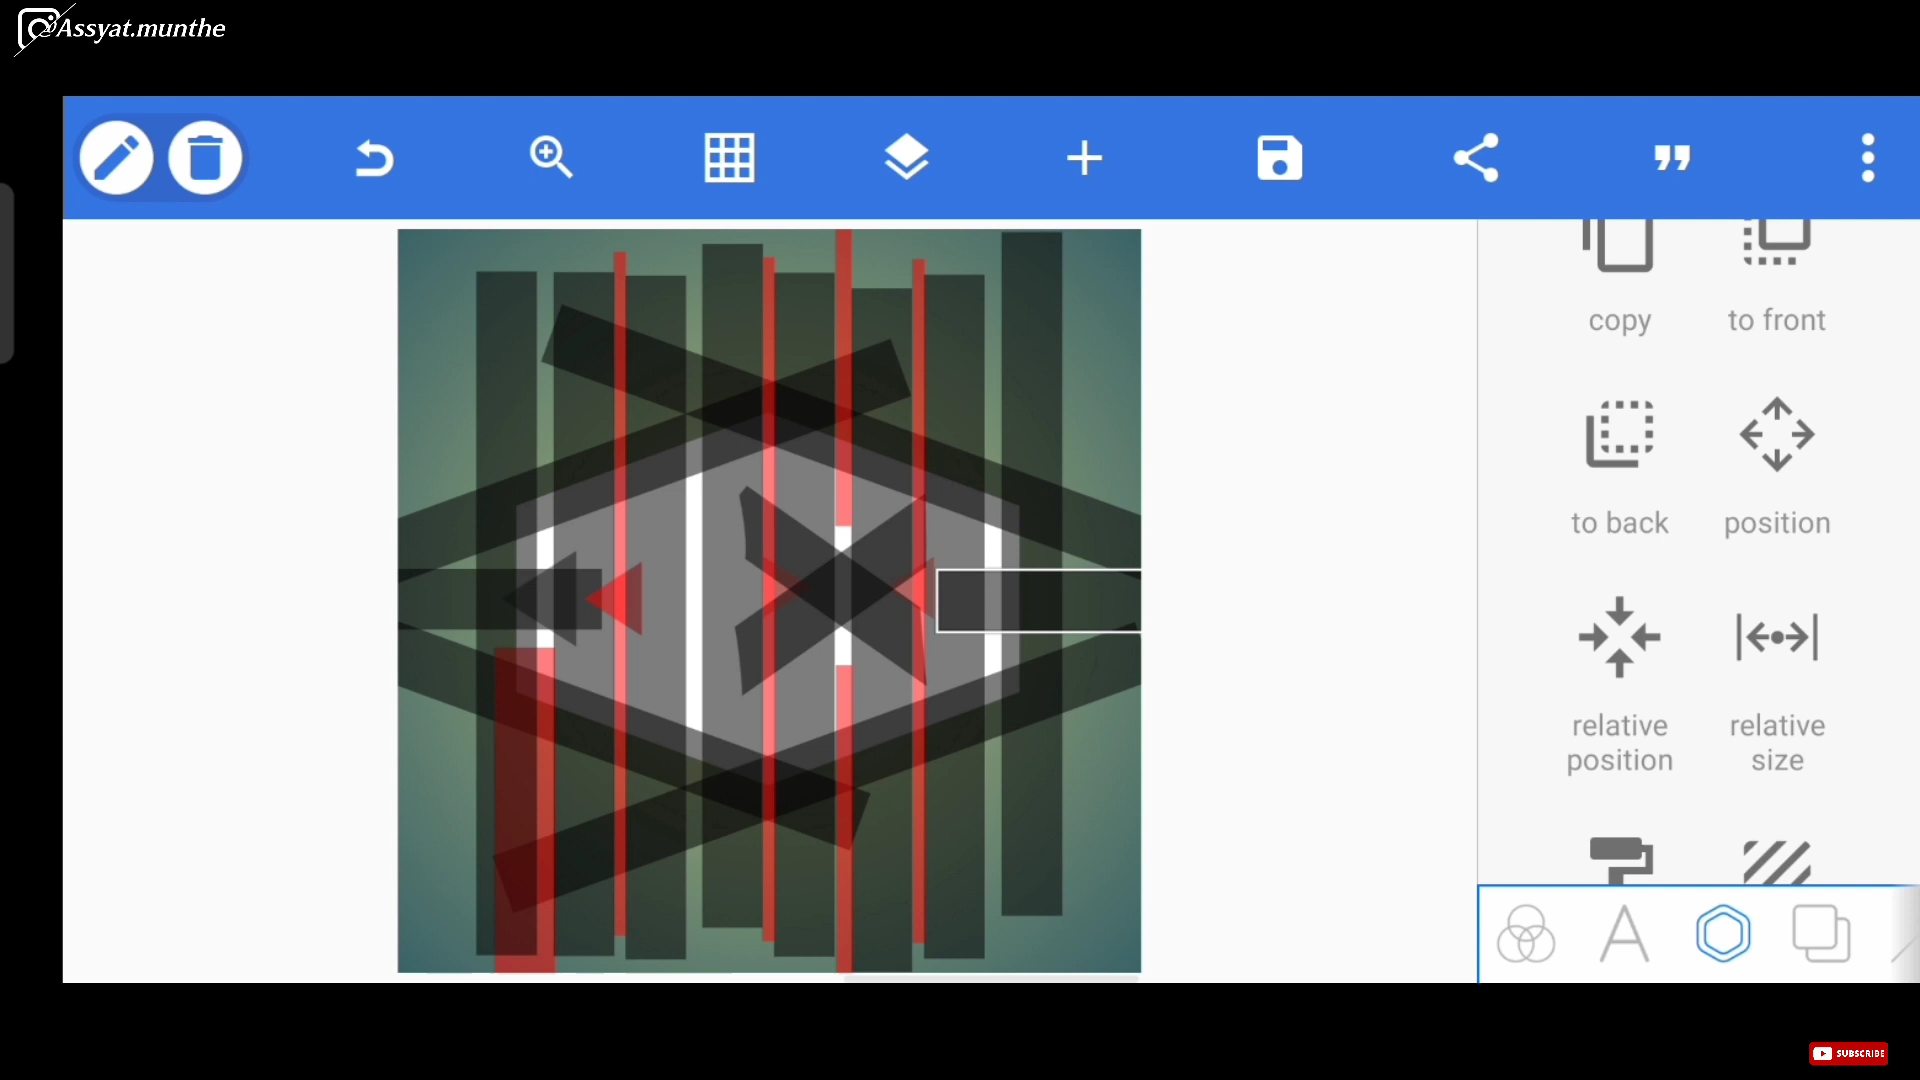 @Assyat.munthe
copy
to front
to back
position
relative
position
relative
size
SUBSCRIBE